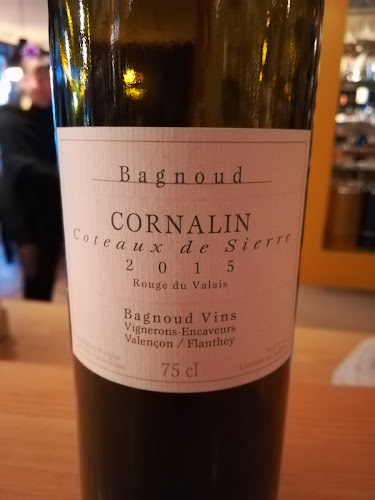 Bagnoud
CORNALIN
Coteaux de Sierre
2015
Rouge du Valais
Bagnoud Vins
Vignerons-Encaveurs
Valençon / Flanthey
75 cl